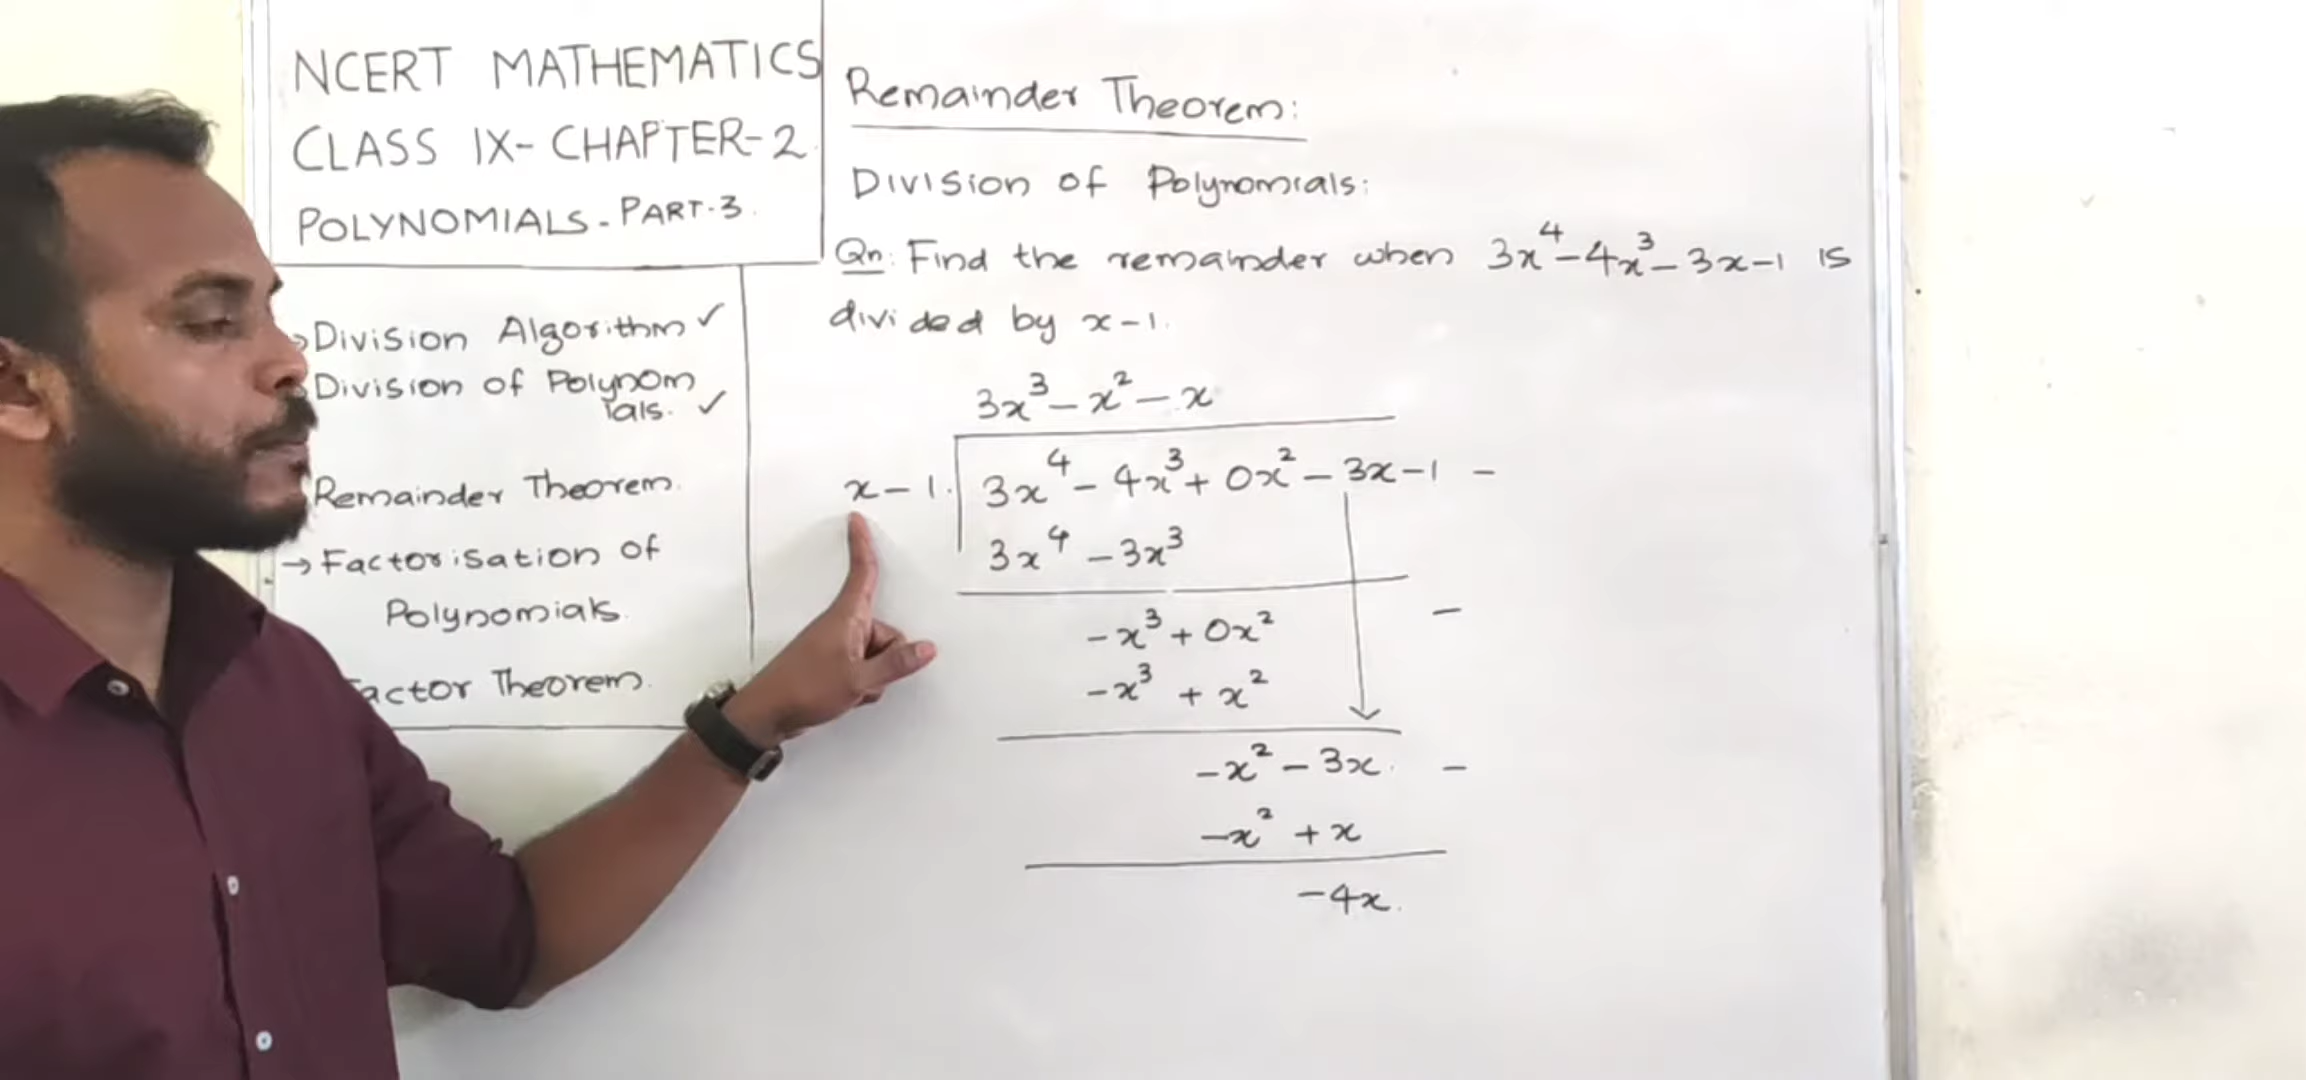 NCERT MATHEMATICS
CLASS IX- CHAPTER-2.
POLYNOMIALS - PART-3.
Division Algorithm ✓
Division of Polynom
ials. ✓
Remainder Theorem.
→ Factorisation of
Polynomials.
Theorem.
Remainder Theorem:
Division of Polynomials:
Qn: Find the remainder when 3x⁴-4x³-3x-1 is
divided by x-1.
3x³ - x² - x
x-1. 3x⁴ - 4x³ + 0x² - 3x - 1 -
3x⁴ - 3x³
-x³ + 0x² -
-x³ + x²
-x² - 3x. -
-x² + x
-4x.